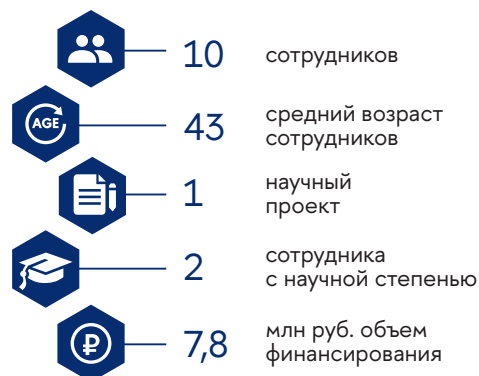 10 сотрудников
AGE
43 средний возраст
сотрудников
1 научный
проект
2 сотрудника
с научной степенью
₽
7,8 млн руб. объем
финансирования